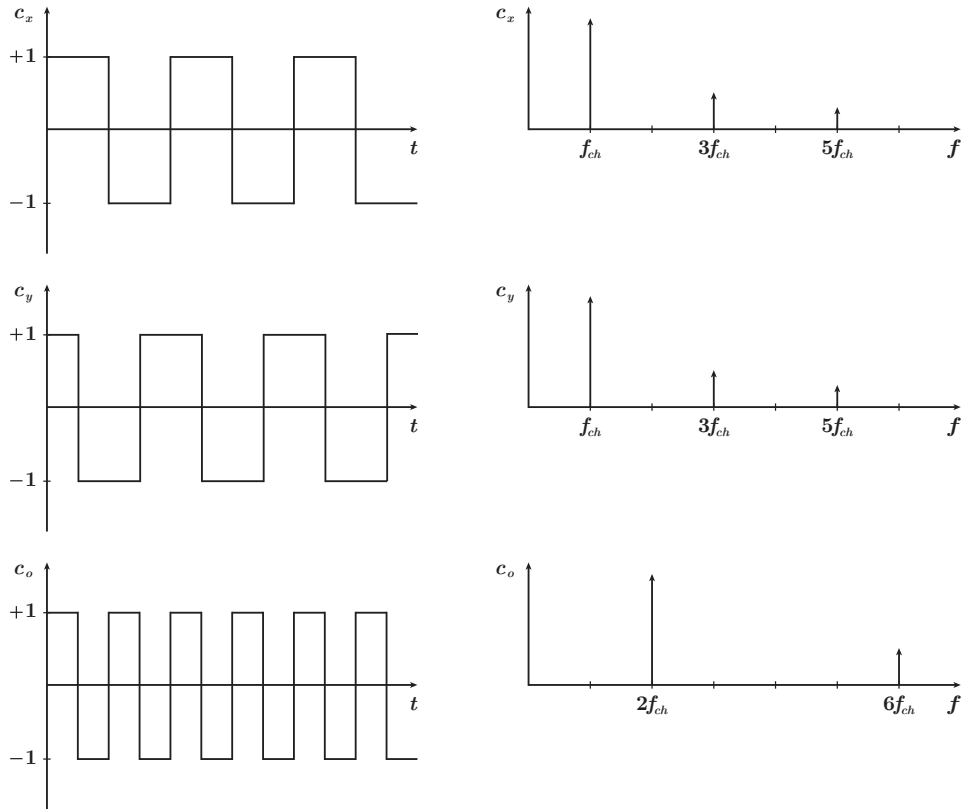 c_x
+1
−1
t
c_x
f_ch
3f_ch
5f_ch
f
c_y
+1
−1
t
c_y
f_ch
3f_ch
5f_ch
f
c_o
+1
−1
t
c_o
2f_ch
6f_ch
f